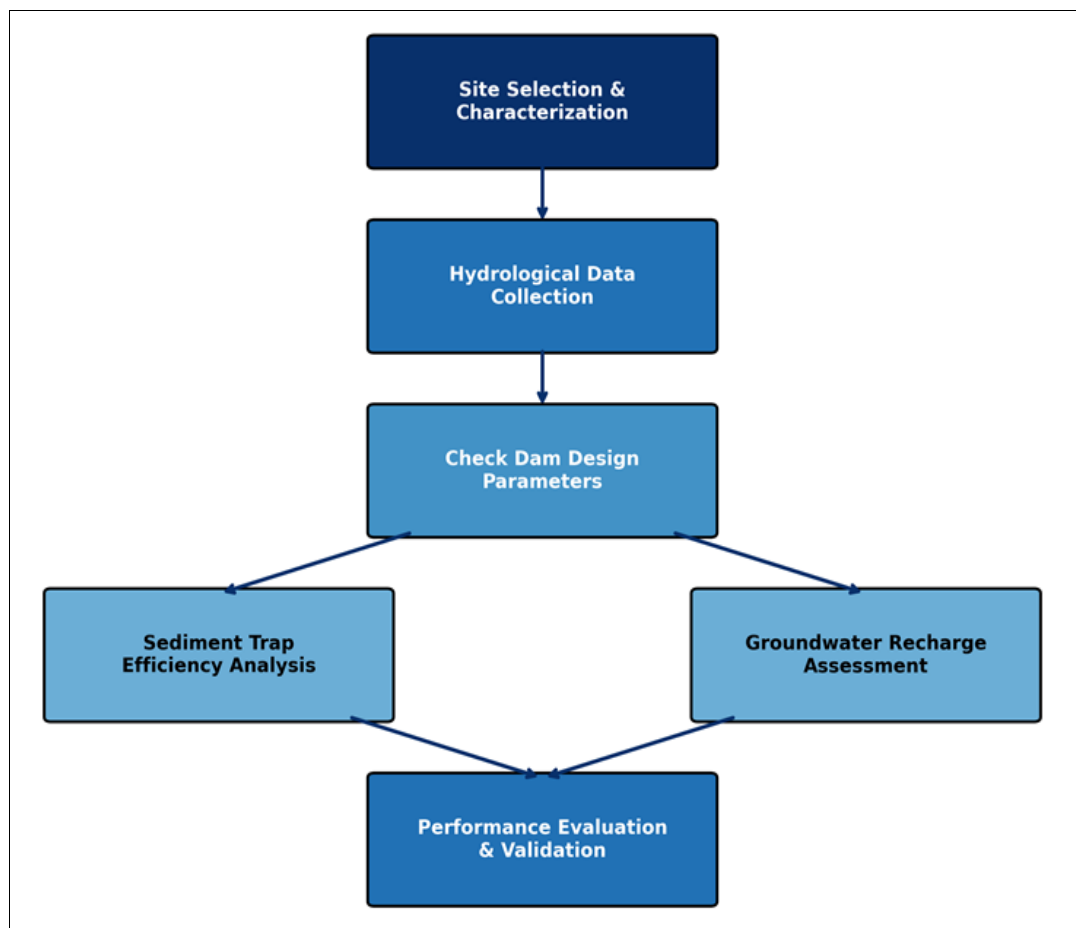 Site Selection &
Characterization
Hydrological Data
Collection
Check Dam Design
Parameters
Sediment Trap
Efficiency Analysis
Groundwater Recharge
Assessment
Performance Evaluation
& Validation